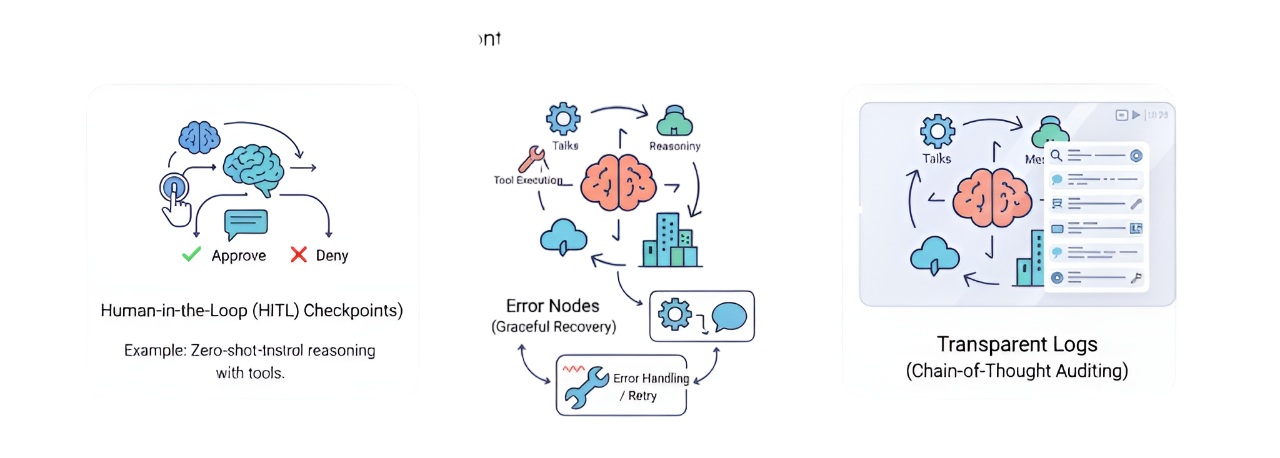 Approve
Deny
Human-in-the-Loop (HITL) Checkpoints)
Example: Zero-shot-tnstrol reasoning
with tools.
ont
Talks
Reasoniny
Tool Execution
Error Nodes
(Graceful Recovery)
Error Handling
/ Retry
Talks
Transparent Logs
(Chain-of-Thought Auditing)